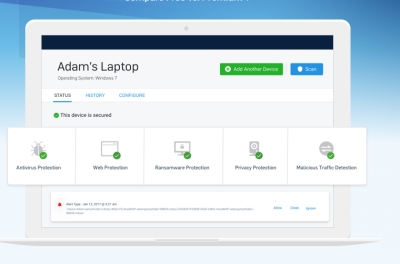 Adam's Laptop
Operating System: Windows 7
Add Another Device
Scan
STATUS
HISTORY
CONFIGURE
This device is secured
Antivirus Protection
Web Protection
Ransomware Protection
Privacy Protection
Malicious Traffic Detection
Allow
Clean
Ignore